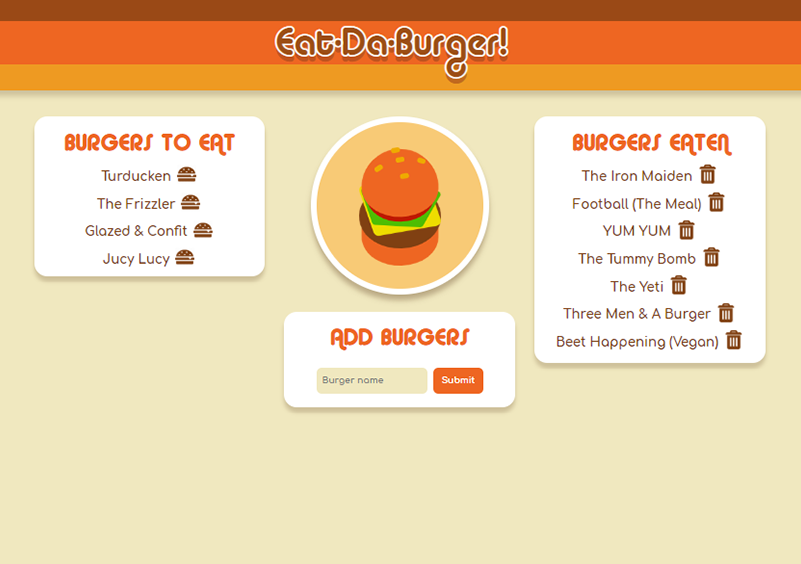 Eat·Da·Burger!
BURGERS TO EAT
Turducken
The Frizzler
Glazed & Confit
Jucy Lucy
ADD BURGERS
Burger name
Submit
BURGERS EATEN
The Iron Maiden
Football (The Meal)
YUM YUM
The Tummy Bomb
The Yeti
Three Men & A Burger
Beet Happening (Vegan)